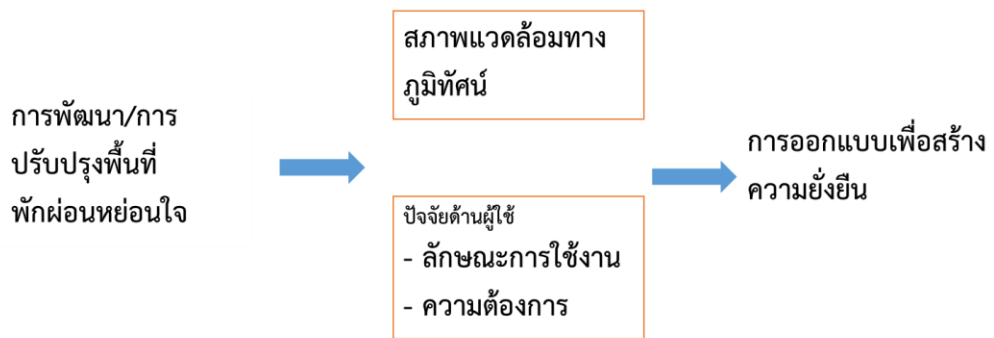 การพัฒนา/การ
ปรับปรุงพื้นที่
พักผ่อนหย่อนใจ
สภาพแวดล้อมทาง
ภูมิทัศน์
ปัจจัยด้านผู้ใช้
- ลักษณะการใช้งาน
- ความต้องการ
การออกแบบเพื่อสร้าง
ความยั่งยืน